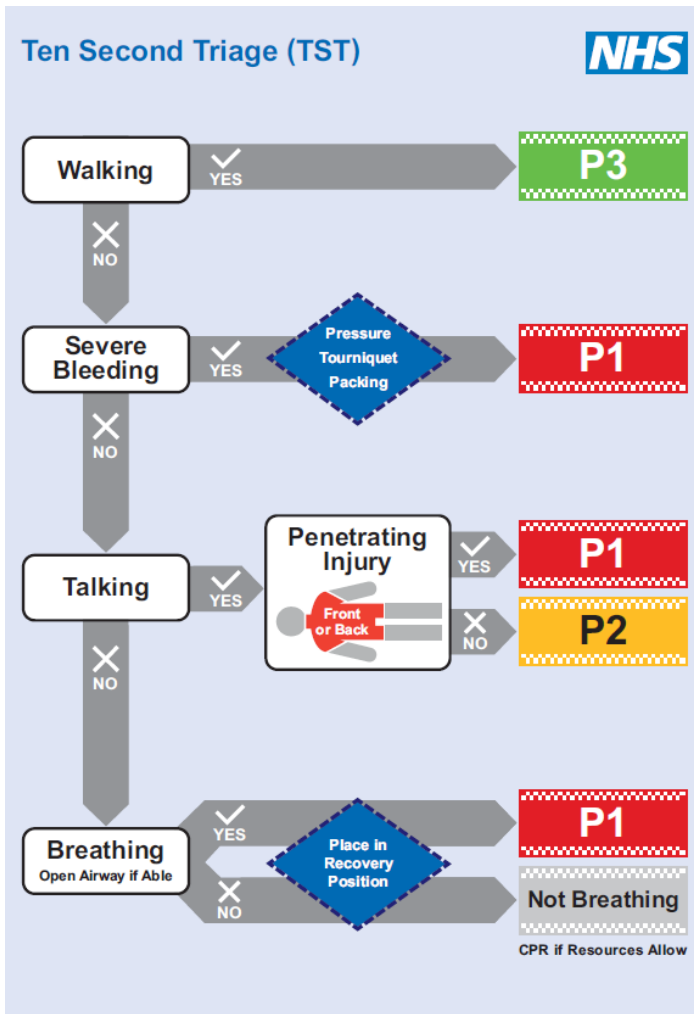 Ten Second Triage (TST)
NHS
Walking
YES
P3
NO
Severe
Bleeding
YES
Pressure
Tourniquet
Packing
P1
NO
Talking
YES
Penetrating
Injury
Front
or Back
YES
P1
NO
P2
NO
Breathing
Open Airway if Able
YES
P1
Place in
Recovery
Position
NO
Not Breathing
CPR if Resources Allow